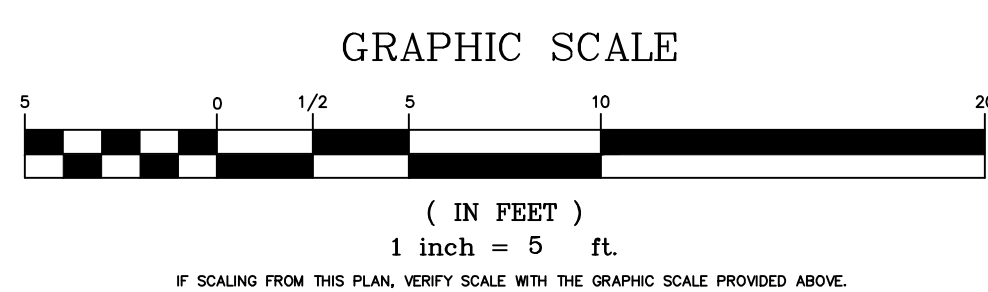 GRAPHIC SCALE
5 0 1/2 5 10
( IN FEET )
1 inch = 5 ft.
IF SCALING FROM THIS PLAN, VERIFY SCALE WITH THE GRAPHIC SCALE PROVIDED ABOVE.